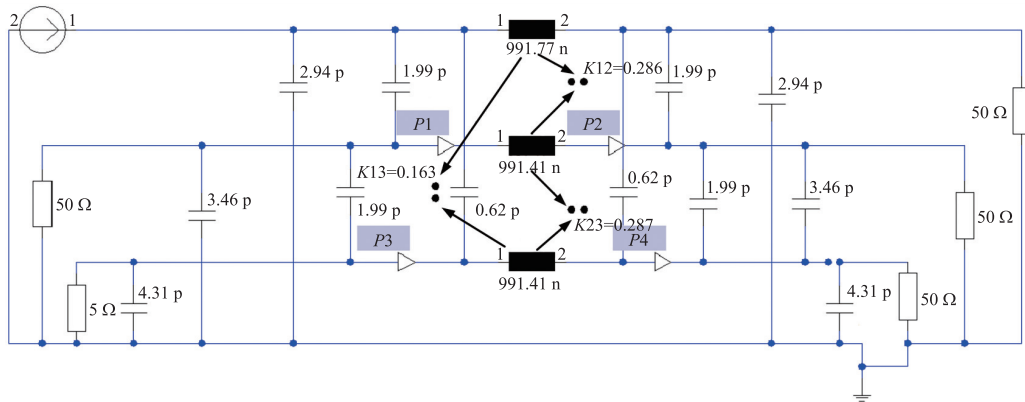 2 1 1 2
991.77 n
K12=0.286
2.94 p 1.99 p 1.99 p 2.94 p
50 Ω
P1 1 2 P2
991.41 n
K13=0.163
50 Ω 3.46 p 1.99 p 0.62 p 0.62 p 1.99 p 3.46 p 50 Ω
K23=0.287
P3 1 2 P4
991.41 n
5 Ω 4.31 p 4.31 p 50 Ω